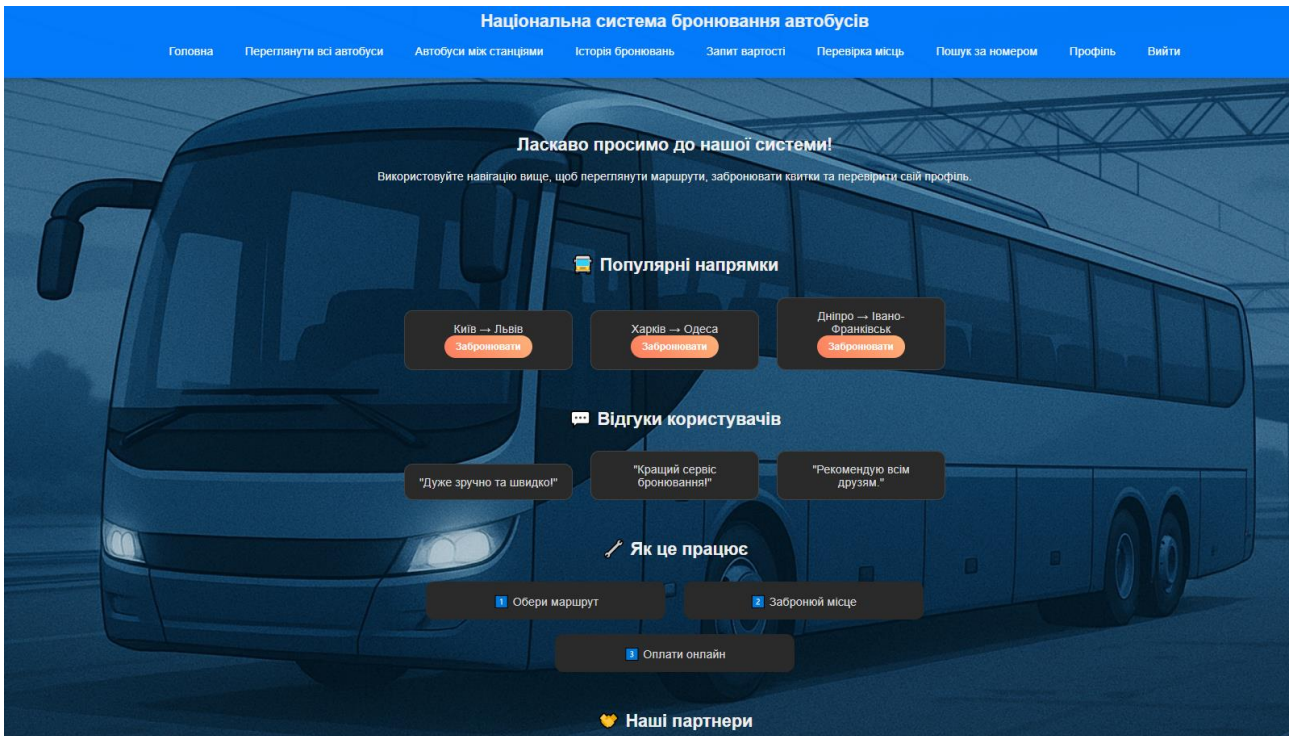 Національна система бронювання автобусів
Головна Переглянути всі автобуси Автобуси між станціями Історія бронювань Запит вартості Перевірка місць Пошук за номером Профіль Вийти
Ласкаво просимо до нашої системи!
Використовуйте навігацію вище, щоб переглянути маршрути, забронювати квитки та перевірити свій профіль.
Популярні напрямки
Київ → Львів
Забронювати
Харків → Одеса
Забронювати
Дніпро → Івано-
Франківськ
Забронювати
Відгуки користувачів
"Дуже зручно та швидко!"
"Кращий сервіс
бронювання!"
"Рекомендую всім
друзям."
Як це працює
1 Обери маршрут
2 Забронюй місце
3 Оплати онлайн
Наші партнери